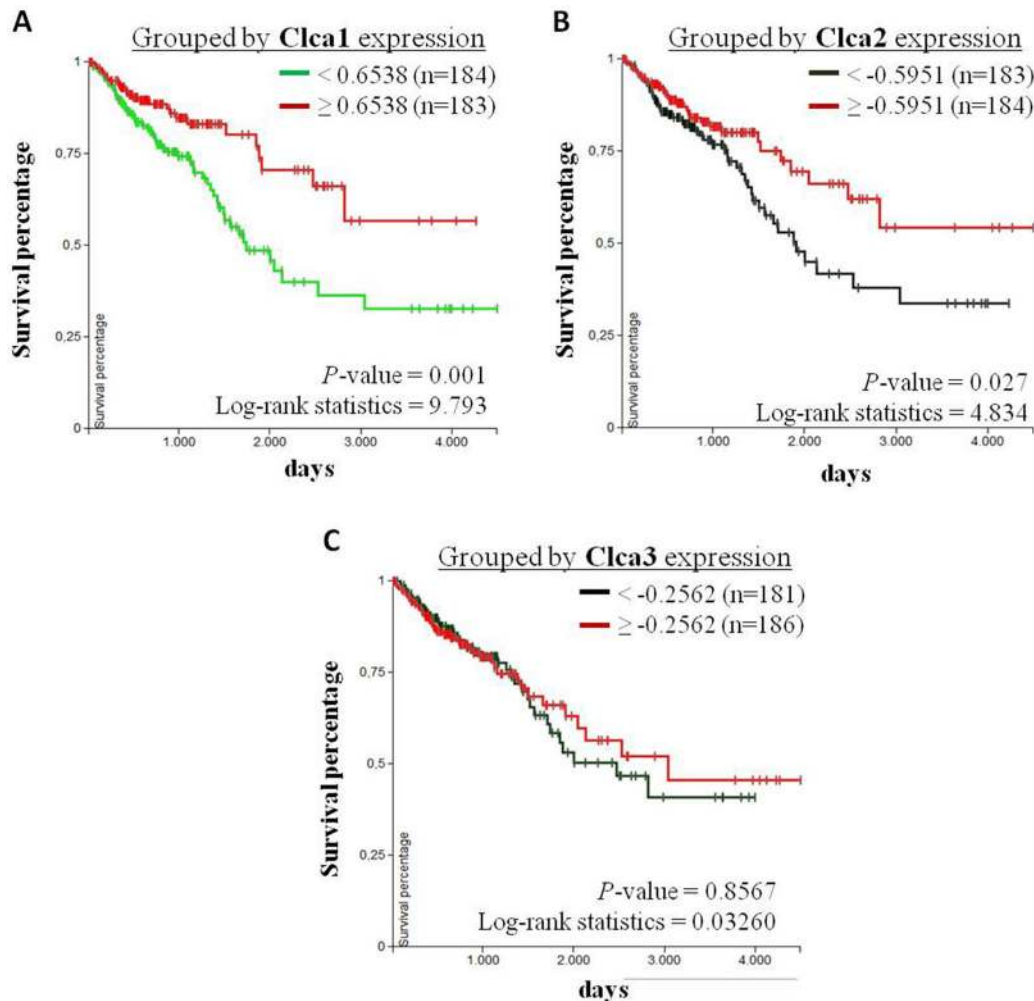 A
Grouped by Clca1 expression
< 0.6538 (n=184)
≥ 0.6538 (n=183)
Survival percentage
1
0,75
0,5
0,25
0
Survival percentage
P-value = 0.001
Log-rank statistics = 9.793
1.000 2.000 3.000 4.000
days
B
Grouped by Clca2 expression
< -0.5951 (n=183)
≥ -0.5951 (n=184)
Survival percentage
1
0,75
0,5
0,25
0
Survival percentage
P-value = 0.027
Log-rank statistics = 4.834
1.000 2.000 3.000 4.000
days
C
Grouped by Clca3 expression
< -0.2562 (n=181)
≥ -0.2562 (n=186)
Survival percentage
1
0,75
0,5
0,25
0
Survival percentage
P-value = 0.8567
Log-rank statistics = 0.03260
1.000 2.000 3.000 4.000
days